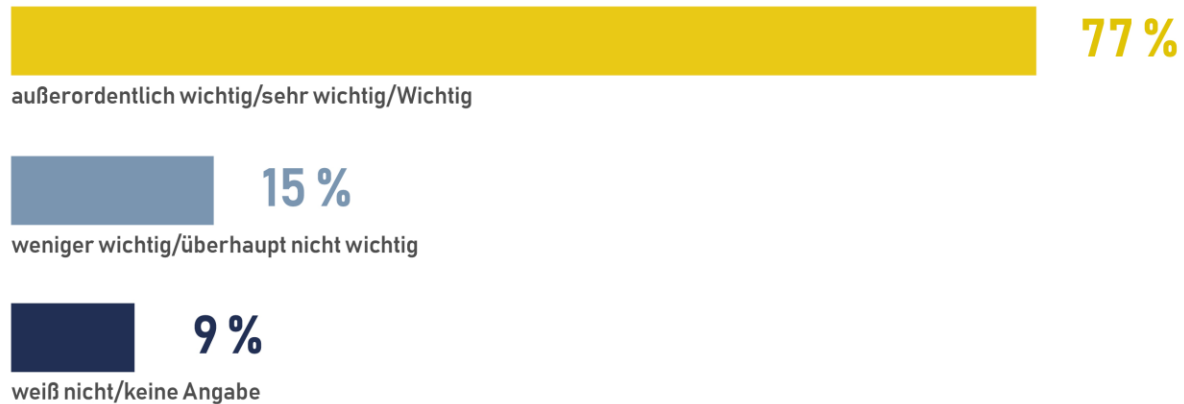 77 %
außerordentlich wichtig/sehr wichtig/Wichtig
15 %
weniger wichtig/überhaupt nicht wichtig
9 %
weiß nicht/keine Angabe